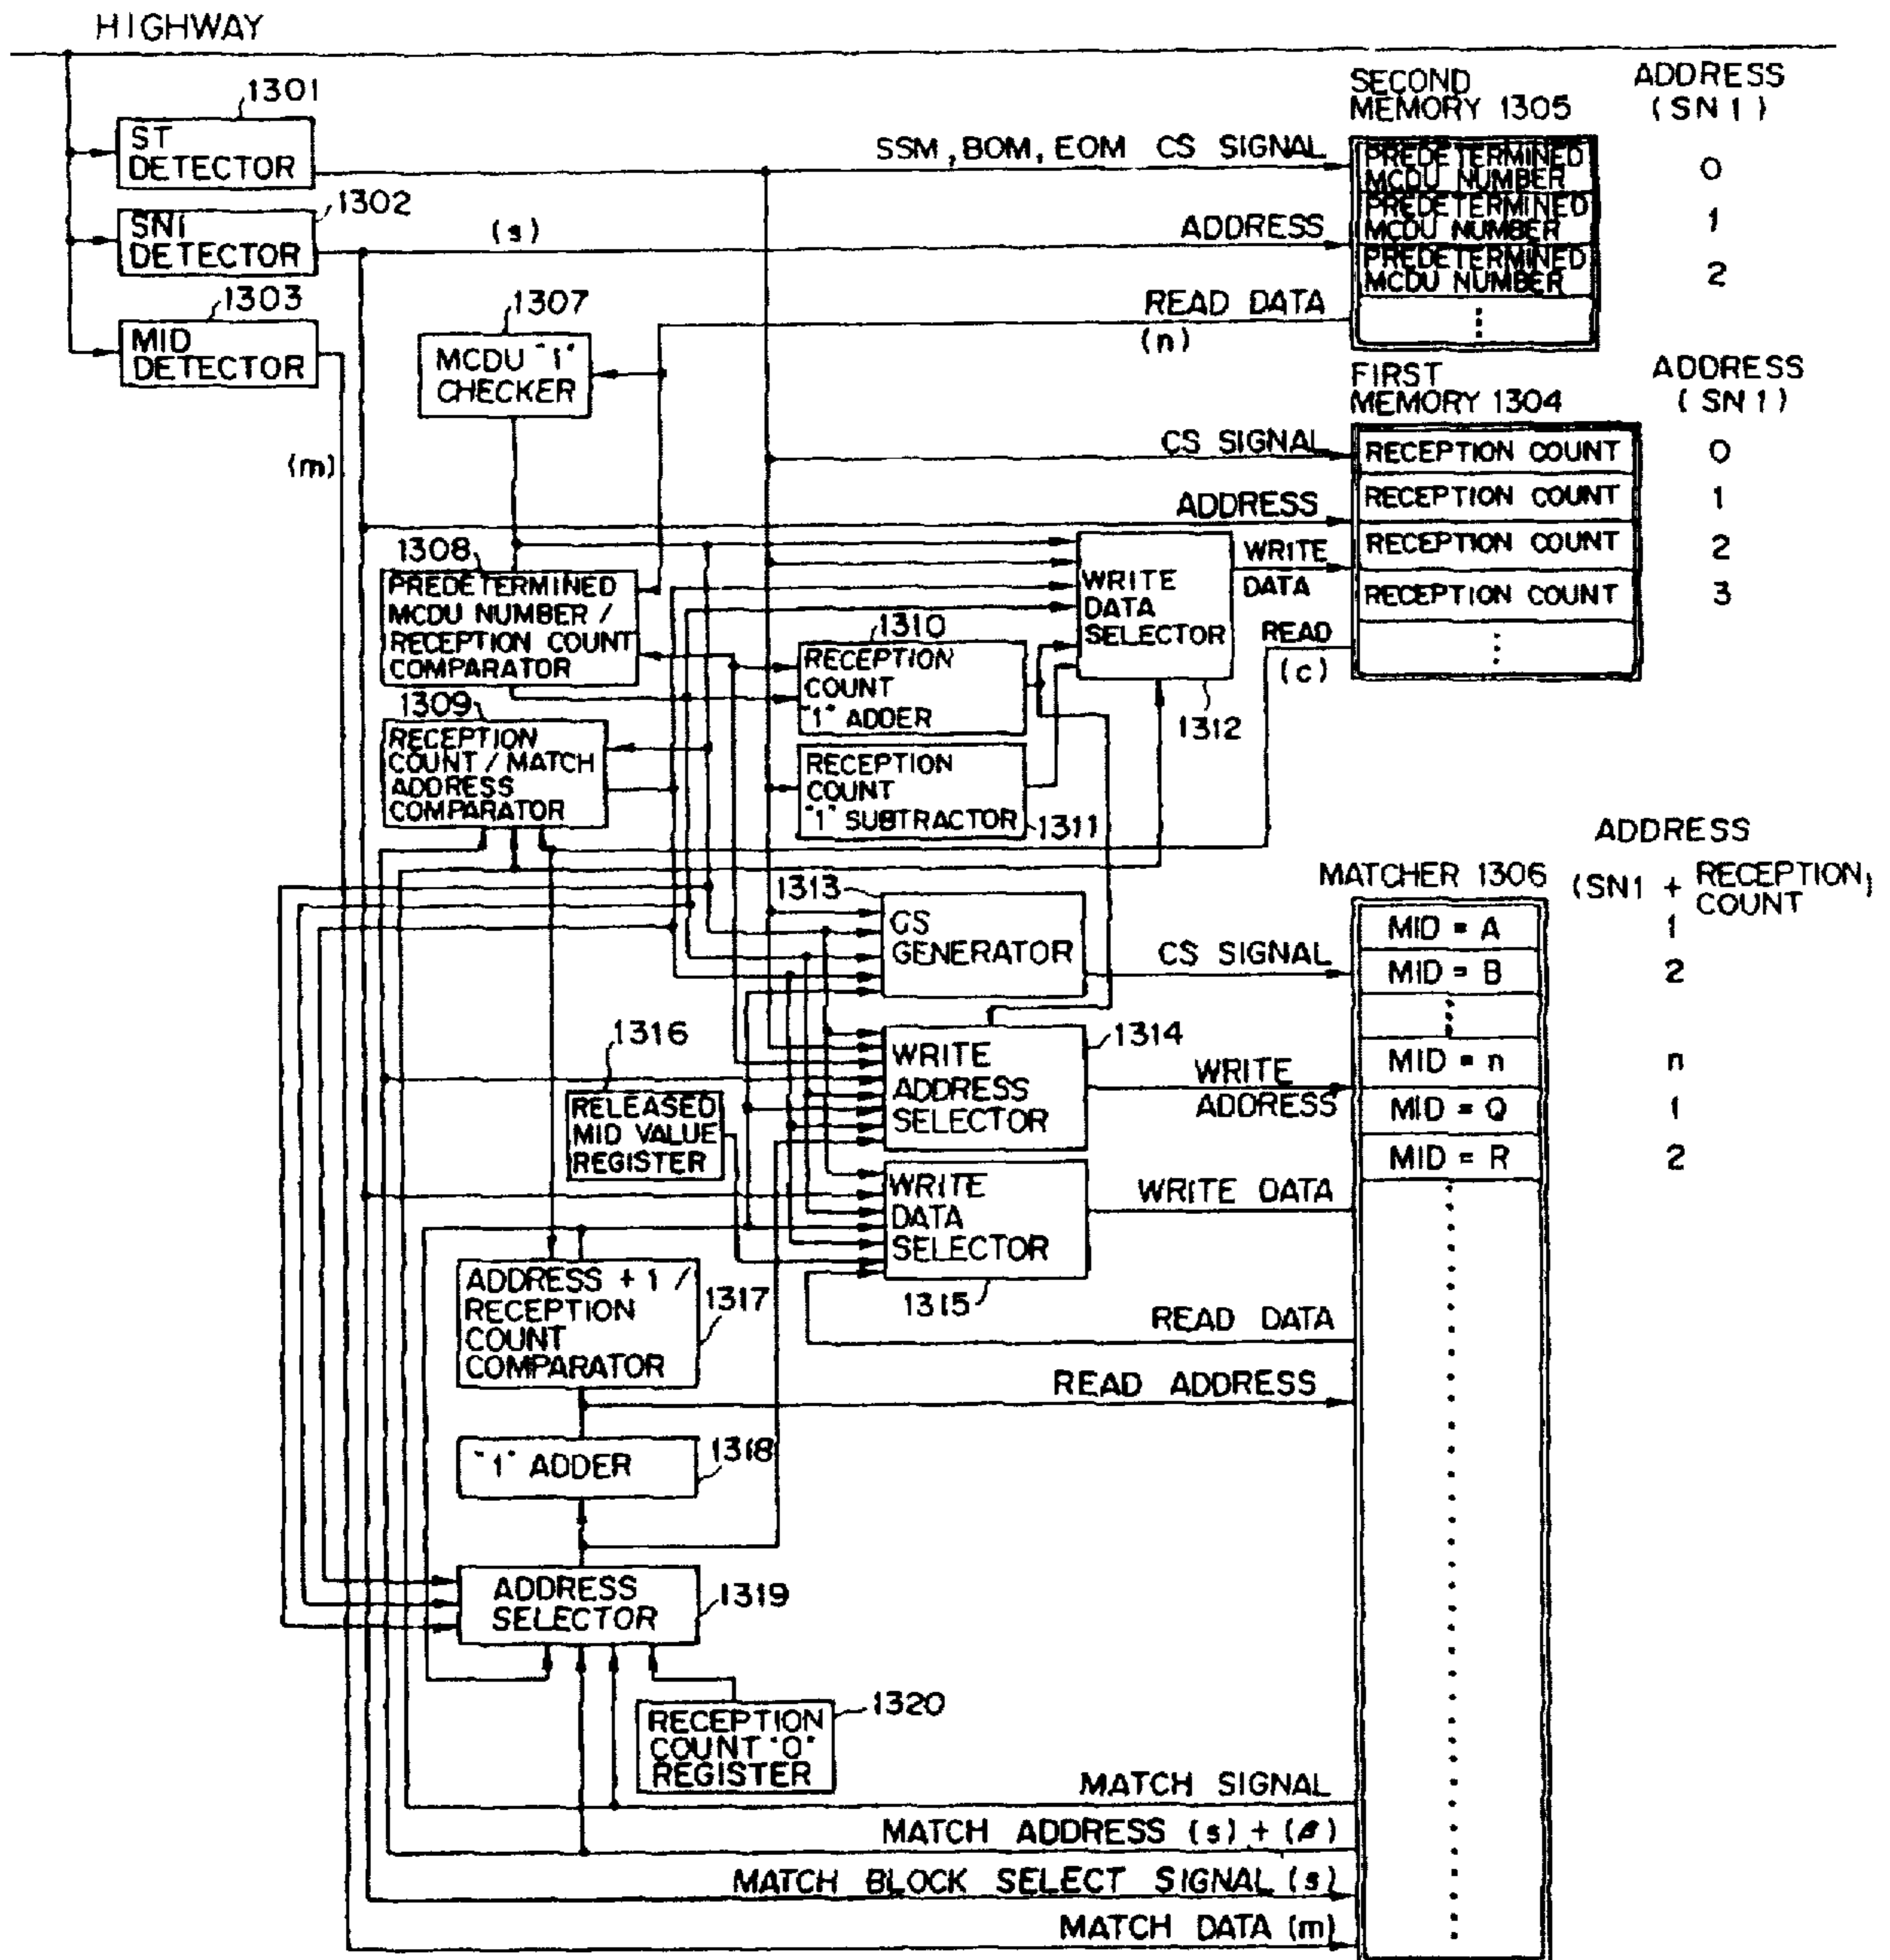 HIGHWAY
1301
ST
DETECTOR
1302
SNI
DETECTOR
1303
MID
DETECTOR
(s)
(m)
SSM, BOM, EOM CS SIGNAL
ADDRESS
READ DATA
(n)
SECOND
MEMORY 1305
ADDRESS
(SN1)
PREDETERMINED
MCDU NUMBER
0
PREDETERMINED
MCDU NUMBER
1
PREDETERMINED
MCDU NUMBER
2
1307
MCDU "1"
CHECKER
FIRST
MEMORY 1304
ADDRESS
(SN1)
CS SIGNAL
RECEPTION COUNT
0
RECEPTION COUNT
1
ADDRESS
RECEPTION COUNT
2
RECEPTION COUNT
3
1308
PREDETERMINED
MCDU NUMBER /
RECEPTION COUNT
COMPARATOR
WRITE
DATA
SELECTOR
1312
WRITE
DATA
READ
(c)
1310
RECEPTION
COUNT
"1" ADDER
1309
RECEPTION
COUNT / MATCH
ADDRESS
COMPARATOR
RECEPTION
COUNT
"1" SUBTRACTOR
1311
ADDRESS
(SN1 + RECEPTION)
COUNT
MATCHER 1306
MID = A
1
MID = B
2
MID = n
n
MID = Q
1
MID = R
2
1313
GS
GENERATOR
CS SIGNAL
1314
WRITE
ADDRESS
SELECTOR
WRITE
ADDRESS
1316
RELEASED
MID VALUE
REGISTER
WRITE
DATA
SELECTOR
1315
WRITE DATA
READ DATA
ADDRESS + 1 /
RECEPTION
COUNT
COMPARATOR
1317
READ ADDRESS
"1" ADDER
1318
ADDRESS
SELECTOR
1319
RECEPTION
COUNT "0"
REGISTER
1320
MATCH SIGNAL
MATCH ADDRESS (s) + (β)
MATCH BLOCK SELECT SIGNAL (s)
MATCH DATA (m)